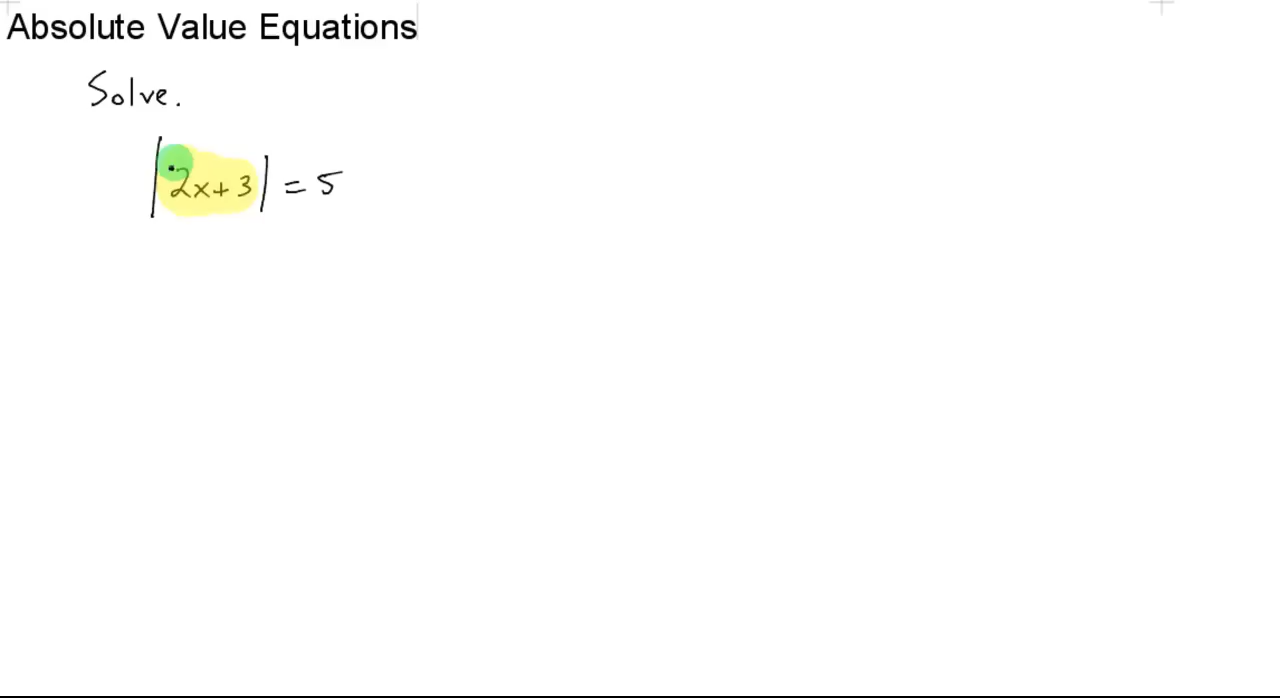 Absolute Value Equations
Solve.
|2x+3| = 5